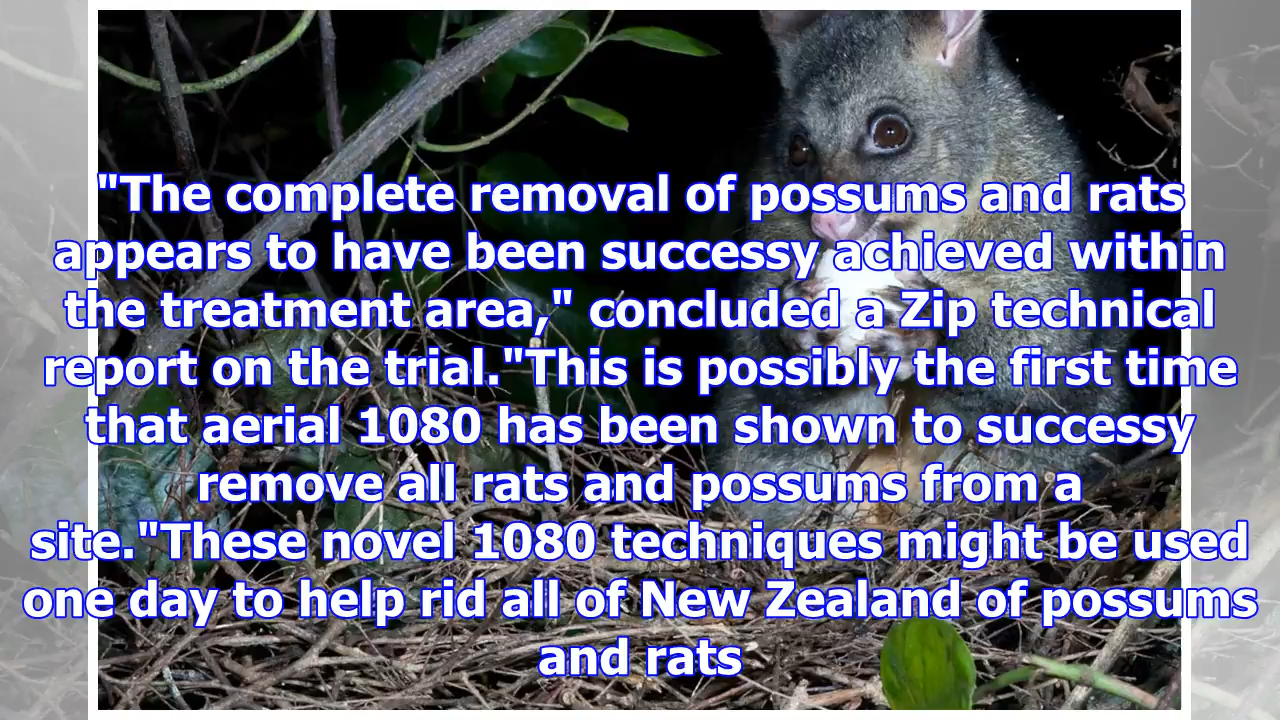 "The complete removal of possums and rats
appears to have been successy achieved within
the treatment area," concluded a Zip technical
report on the trial."This is possibly the first time
that aerial 1080 has been shown to successy
remove all rats and possums from a
site."These novel 1080 techniques might be used
one day to help rid all of New Zealand of possums
and rats